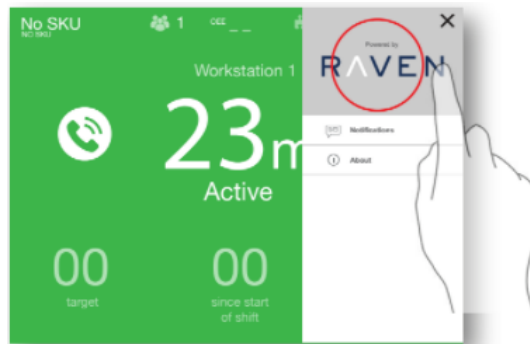 No SKU
NO SKU
1
OEE _ _
Workstation 1
23m
Active
00
target
00
since start
of shift
Powered by
RAVEN
Notifications
About